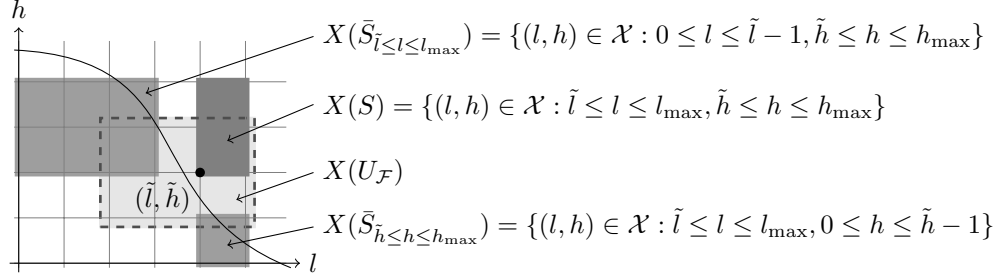 h
X(S̄_{l̃≤l≤l_max}) = {(l, h) ∈ 𝒳 : 0 ≤ l ≤ l̃ − 1, h̃ ≤ h ≤ h_max}
X(S) = {(l, h) ∈ 𝒳 : l̃ ≤ l ≤ l_max, h̃ ≤ h ≤ h_max}
X(U_ℱ)
(l̃, h̃)
X(S̄_{h̃≤h≤h_max}) = {(l, h) ∈ 𝒳 : l̃ ≤ l ≤ l_max, 0 ≤ h ≤ h̃ − 1}
l